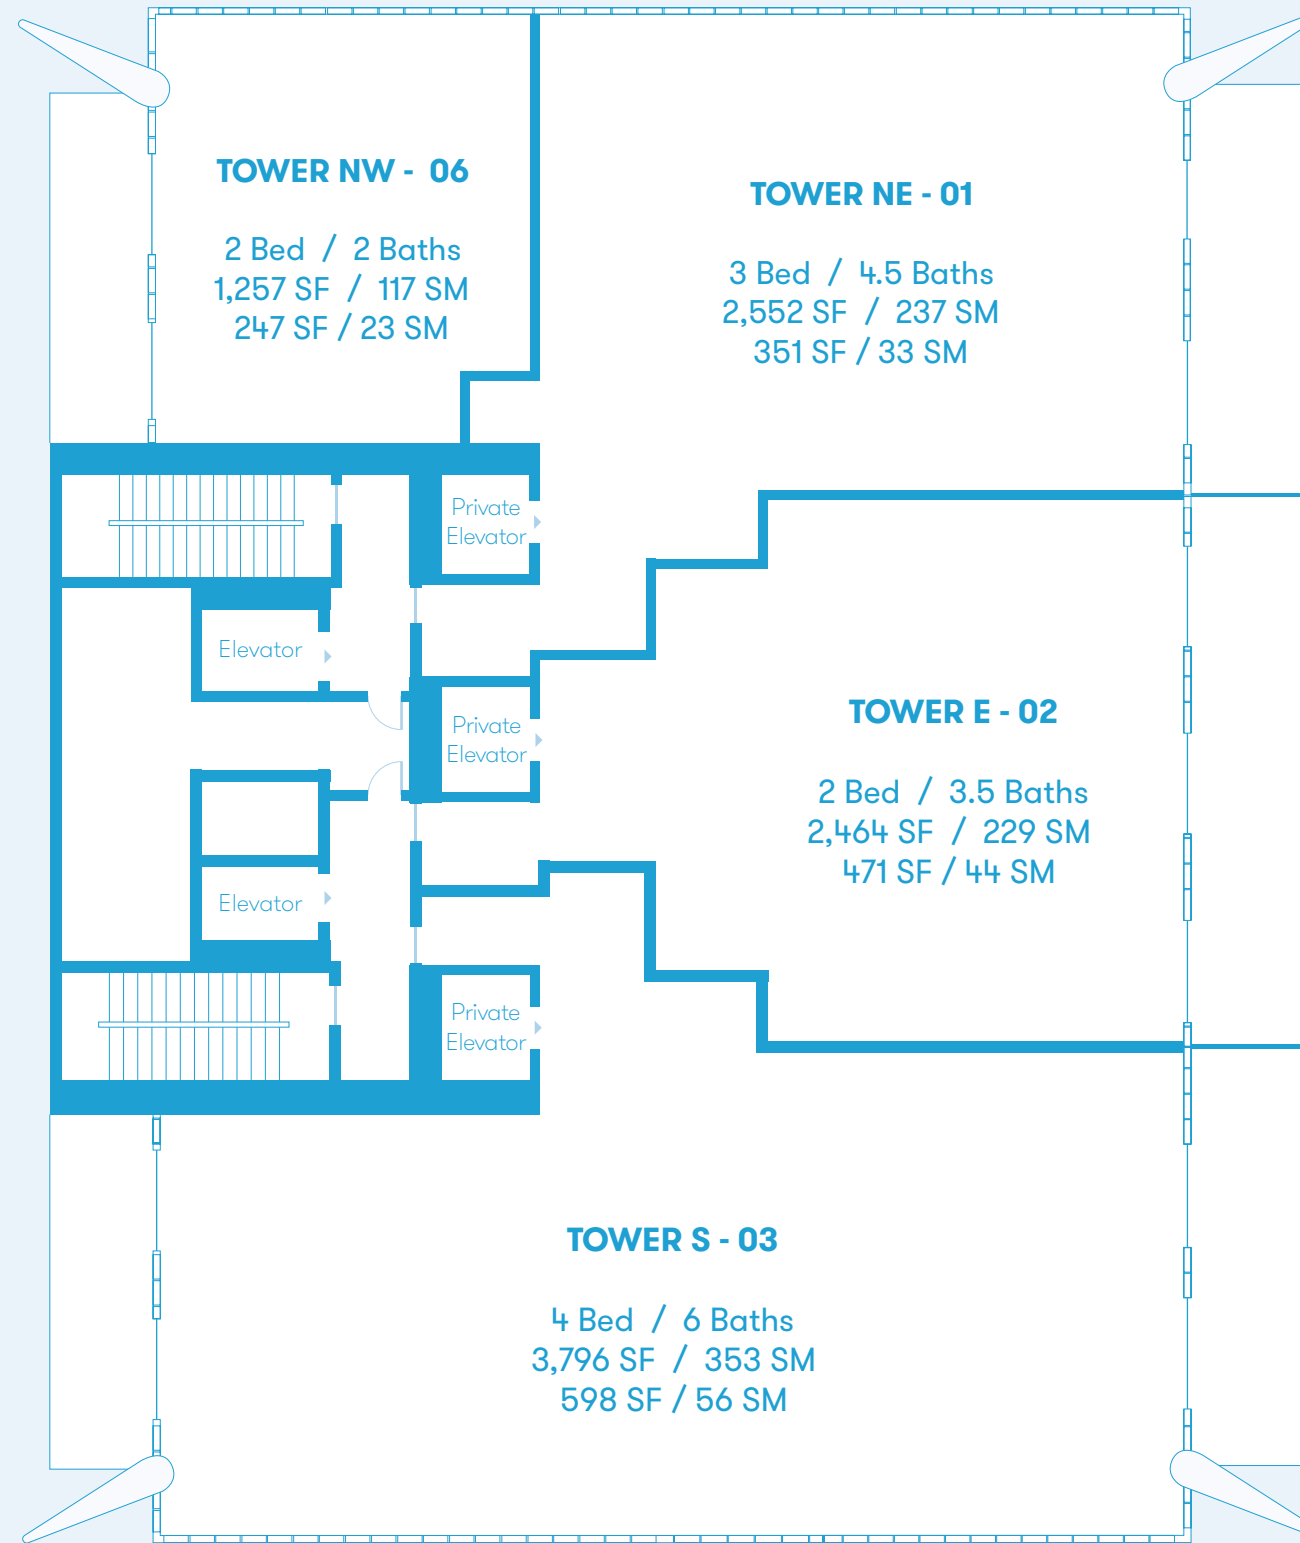 TOWER NW - 06
2 Bed / 2 Baths
1,257 SF / 117 SM
247 SF / 23 SM
TOWER NE - 01
3 Bed / 4.5 Baths
2,552 SF / 237 SM
351 SF / 33 SM
Private
Elevator
Elevator
Private
Elevator
TOWER E - 02
2 Bed / 3.5 Baths
2,464 SF / 229 SM
471 SF / 44 SM
Elevator
Private
Elevator
TOWER S - 03
4 Bed / 6 Baths
3,796 SF / 353 SM
598 SF / 56 SM